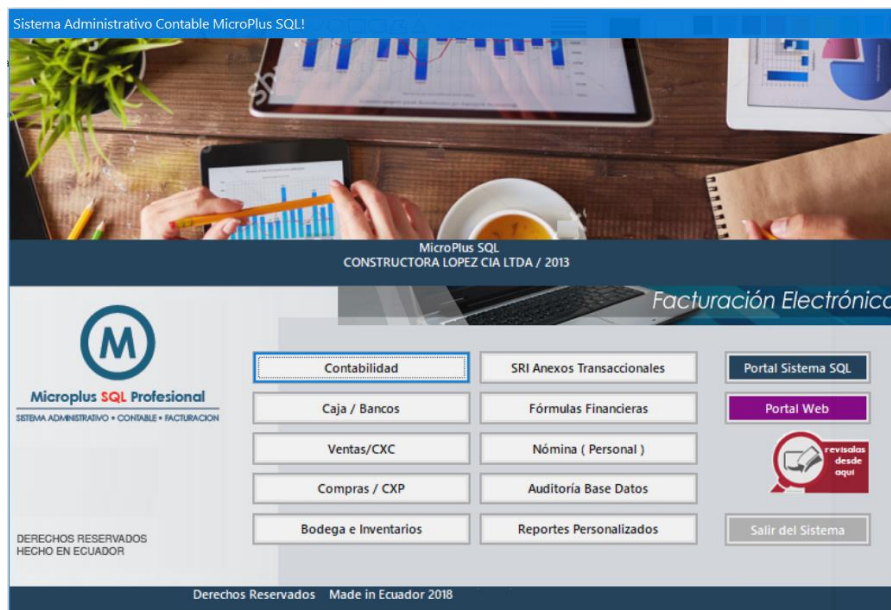 Sistema Administrativo Contable MicroPlus SQL!
MicroPlus SQL
CONSTRUCTORA LOPEZ CIA LTDA / 2013
Facturación Electrónica
M
Microplus SQL Profesional
SISTEMA ADMINISTRATIVO • CONTABLE • FACTURACION
Contabilidad
SRI Anexos Transaccionales
Portal Sistema SQL
Caja / Bancos
Fórmulas Financieras
Portal Web
Ventas/CXC
Nómina ( Personal )
revisalas
desde
aquí
Compras / CXP
Auditoría Base Datos
Bodega e Inventarios
Reportes Personalizados
Salir del Sistema
DERECHOS RESERVADOS
HECHO EN ECUADOR
Derechos Reservados Made in Ecuador 2018